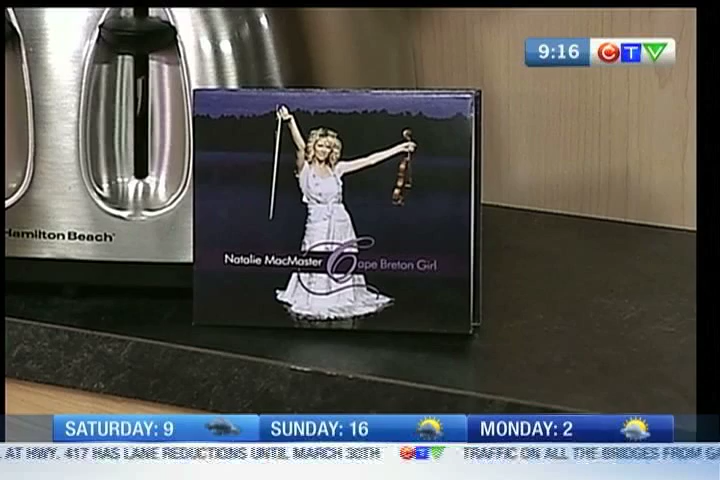 9:16 CTV
Hamilton Beach
Natalie MacMaster Cape Breton Girl
SATURDAY: 9 SUNDAY: 16 MONDAY: 2
AT HWY. 417 HAS LANE REDUCTIONS UNTIL MARCH 30TH CTV TRAFFIC ON ALL THE BRIDGES FROM